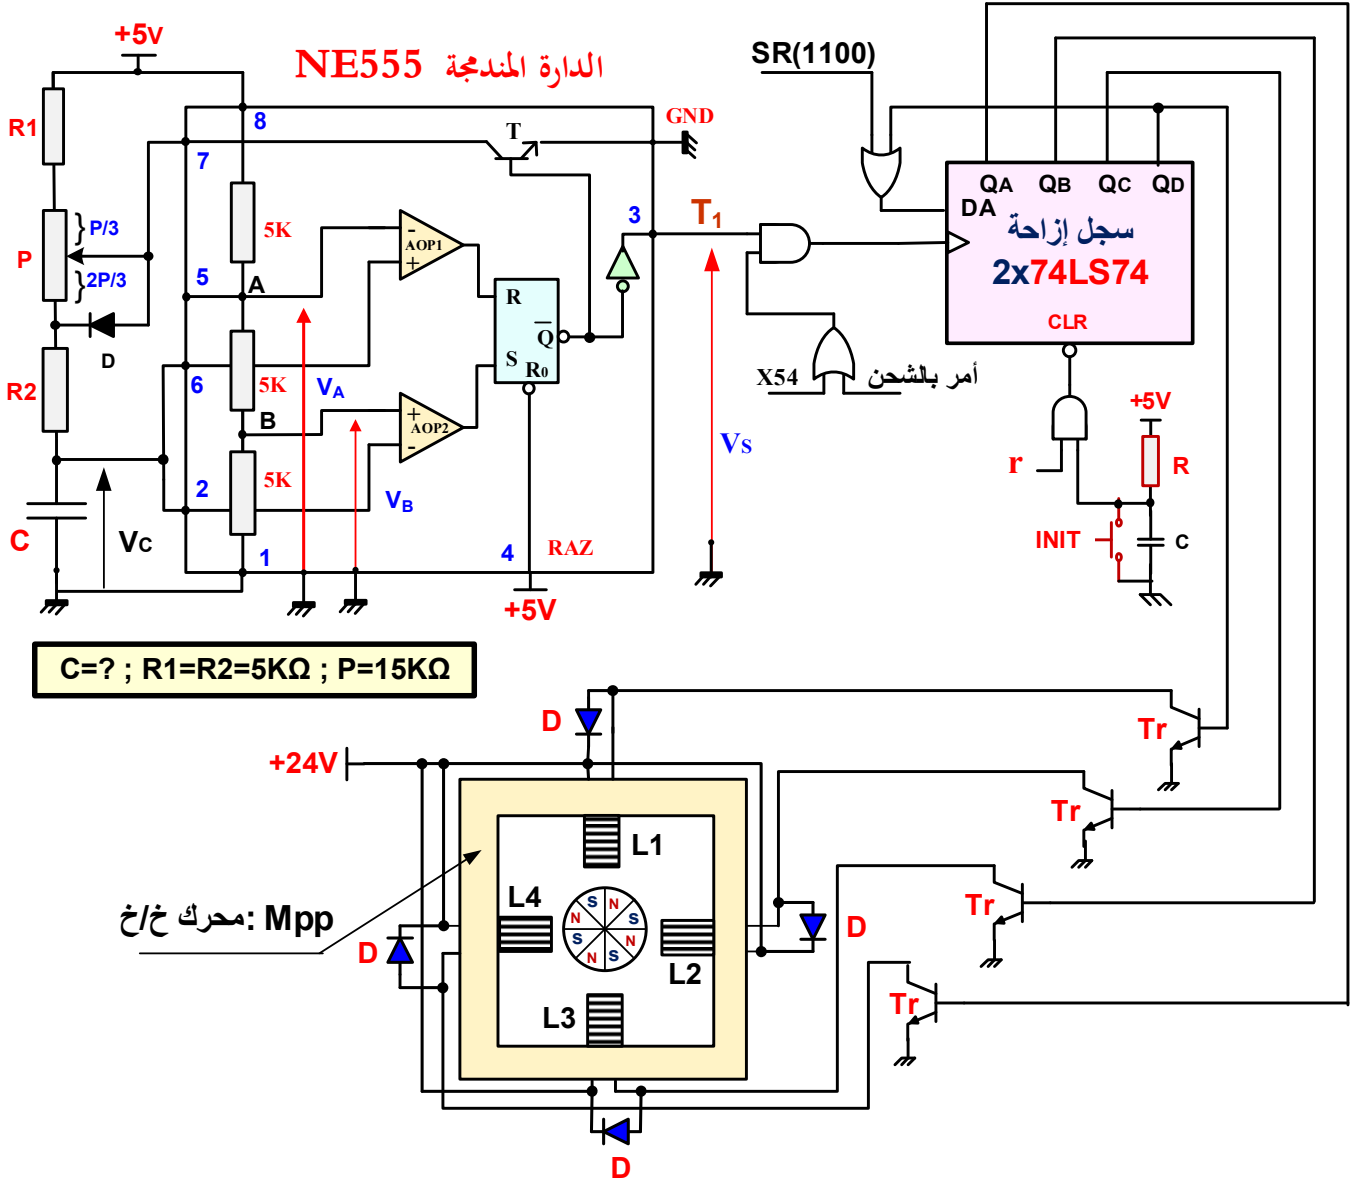 +5V
الدارة المندمجة NE555
SR(1100)
R1
8
7
T
GND
P
P/3
2P/3
5K
5
A
-
AOP1
+
R
Q
S
R0
3
T1
QA QB QC QD
DA
سجل إزاحة
2x74LS74
CLR
D
R2
6
5K
VA
B
+
AOP2
-
X54
أمر بالشحن
+5V
R
r
2
5K
VB
VS
C
VC
1
4
RAZ
+5V
INIT
C
C=? ; R1=R2=5KΩ ; P=15KΩ
D
Tr
+24V
Tr
L1
L4
S N S N S N S N
L2
L3
D
D
Tr
Tr
Mpp: محرك خ/خ
D